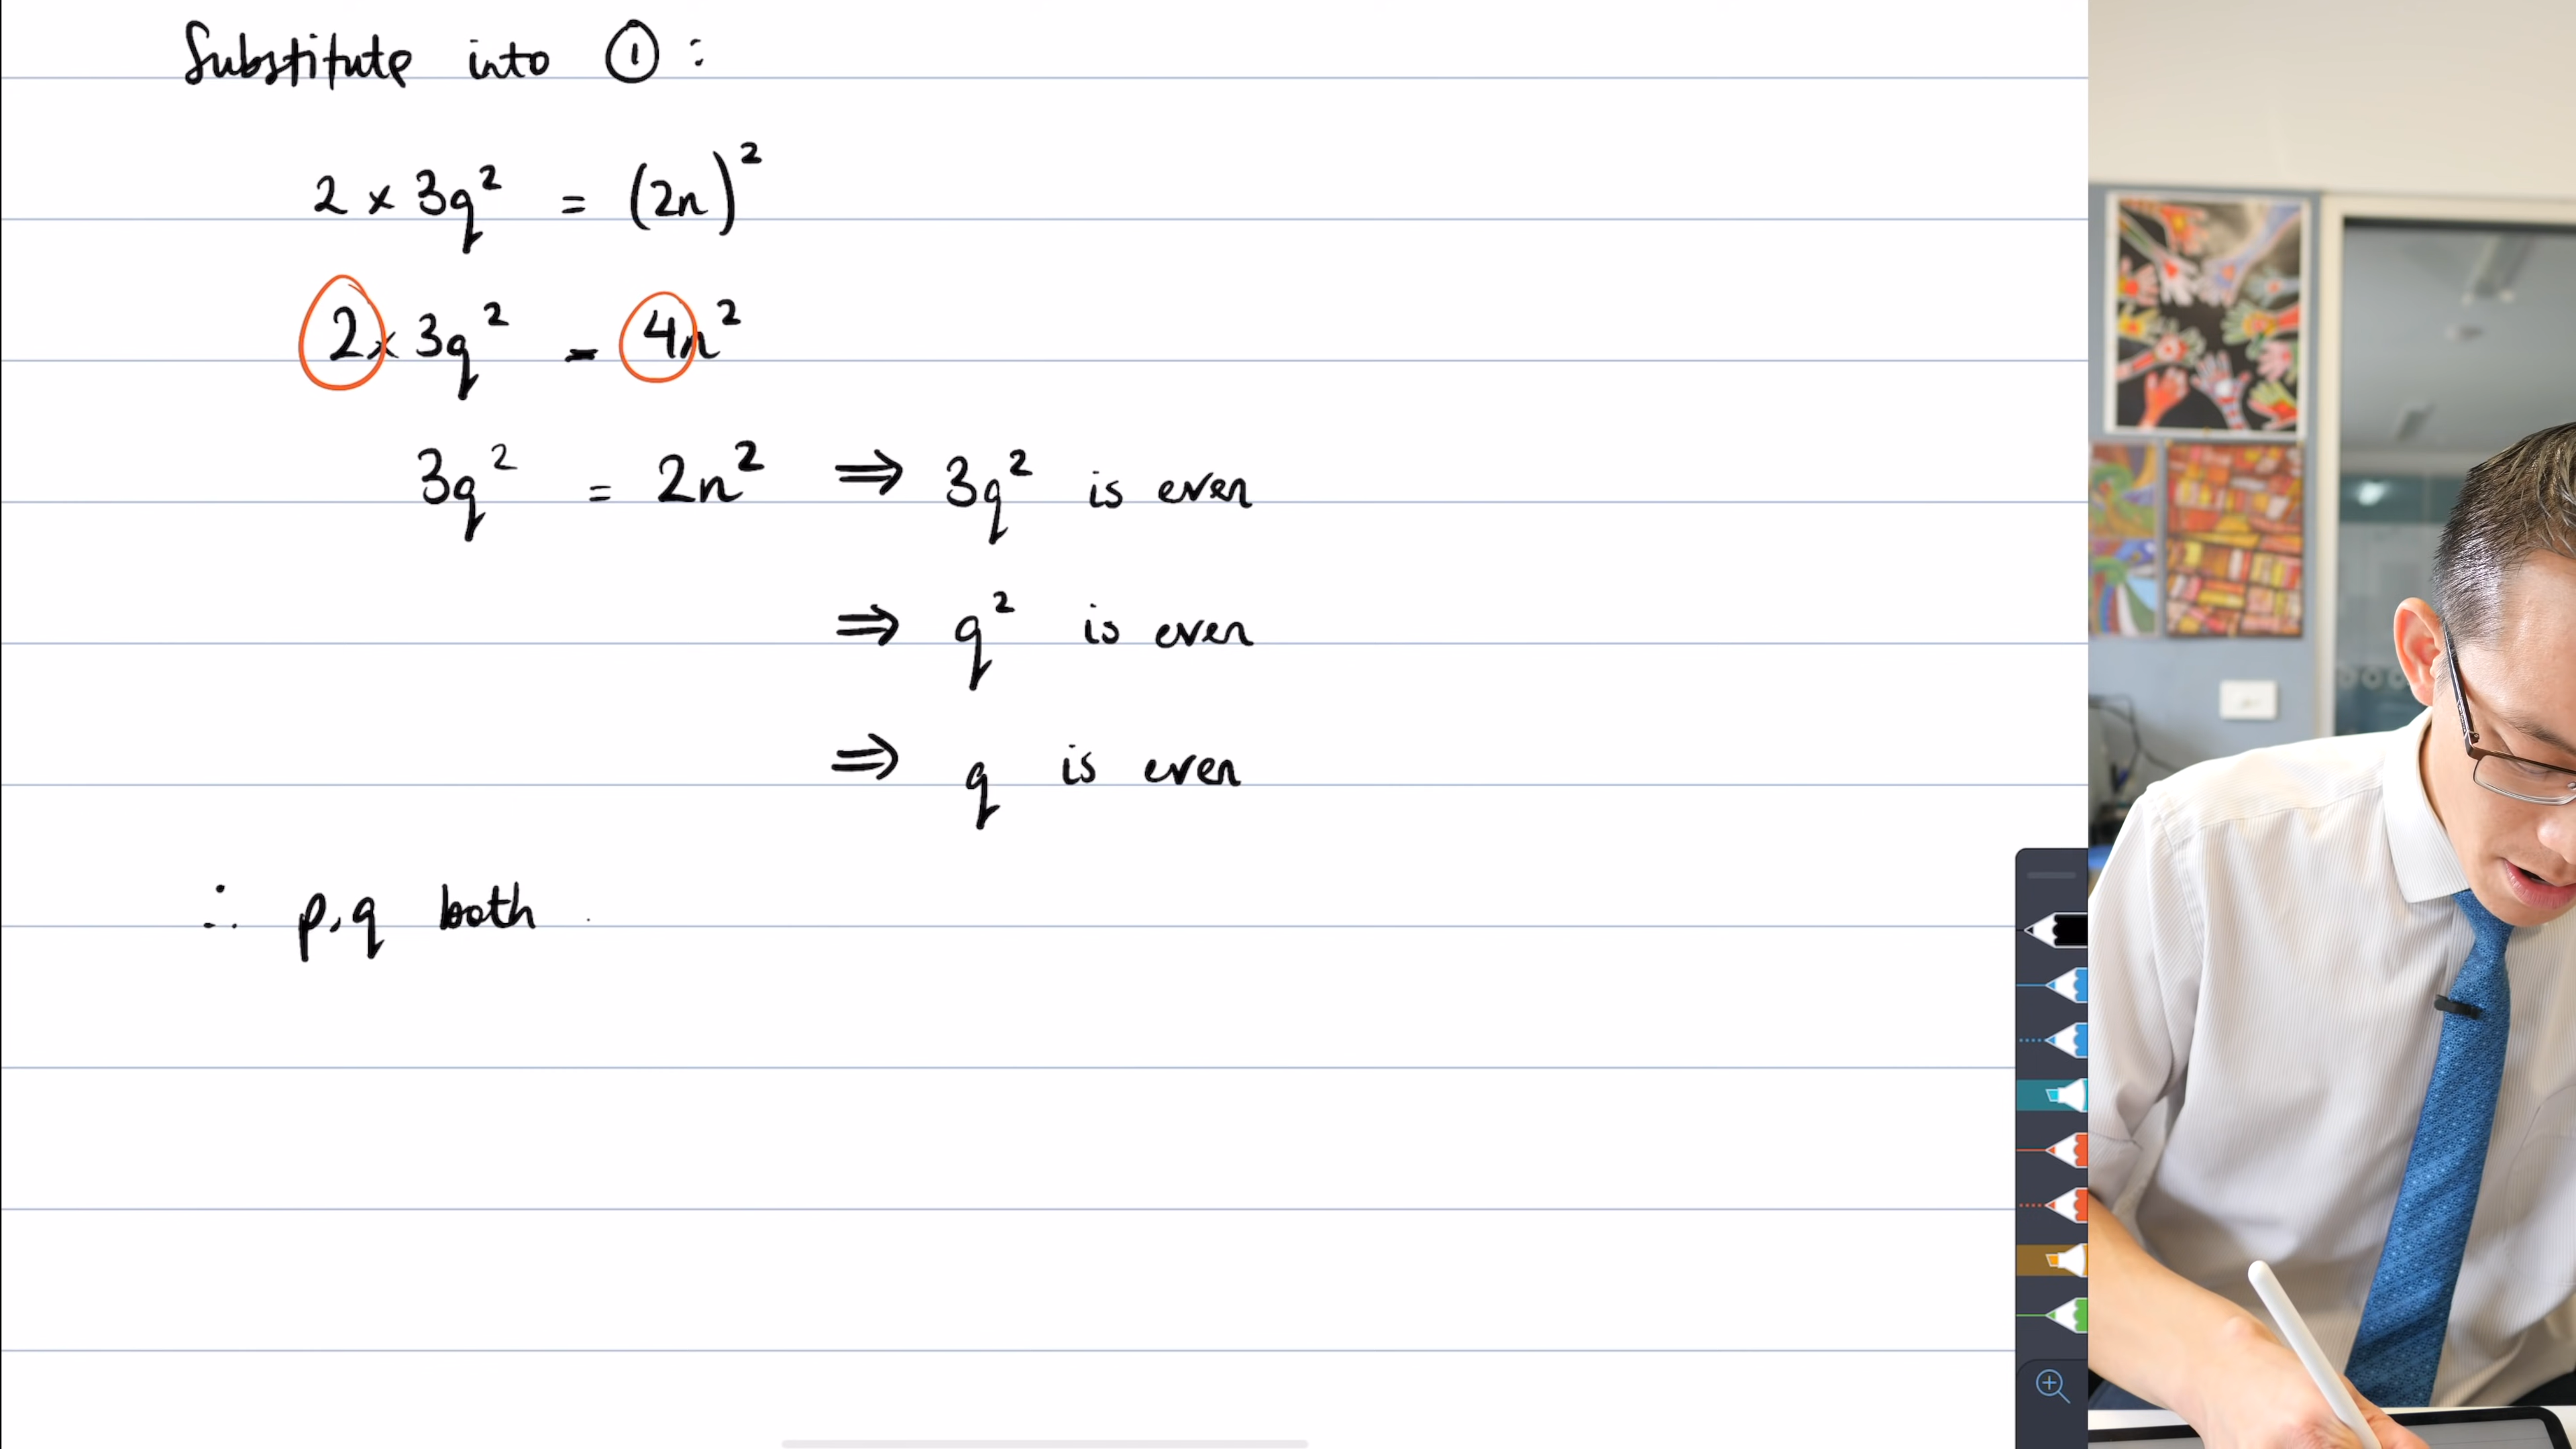 Substitute into ①:
2 × 3q² = (2n)²
2 × 3q² = 4n²
3q² = 2n² ⇒ 3q² is even
⇒ q² is even
⇒ q is even
∴ p,q both